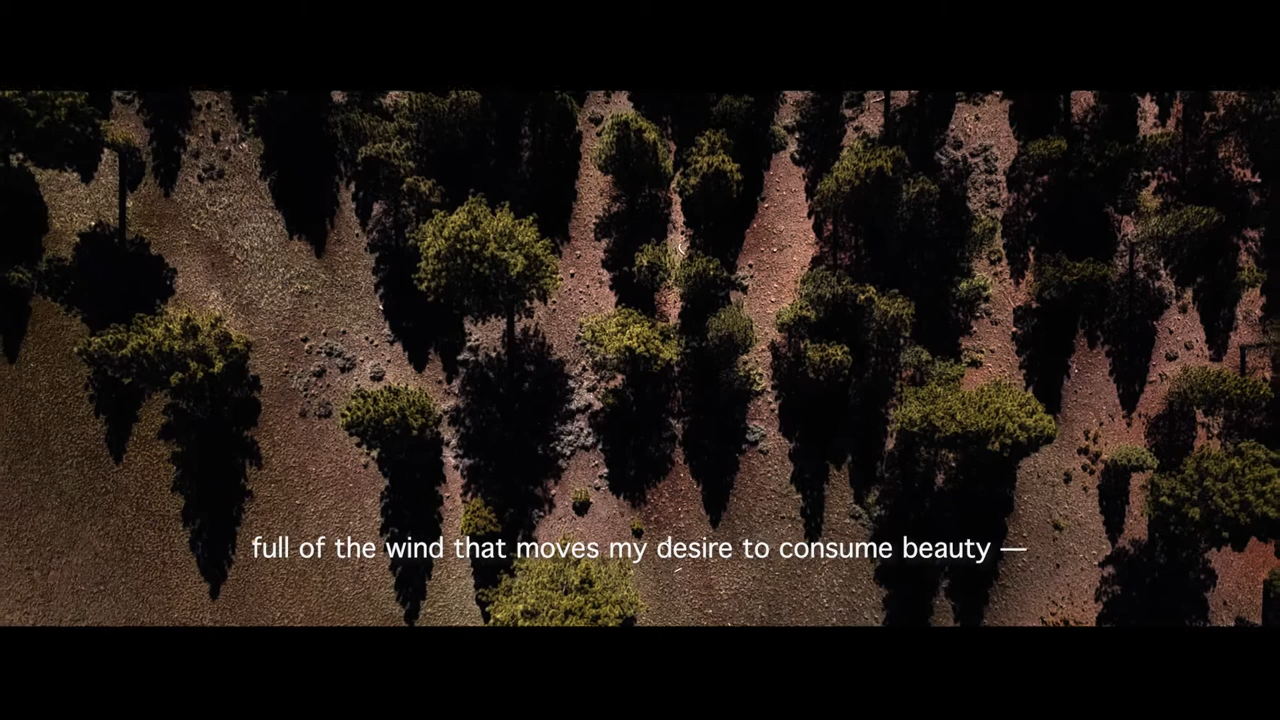 full of the wind that moves my desire to consume beauty —